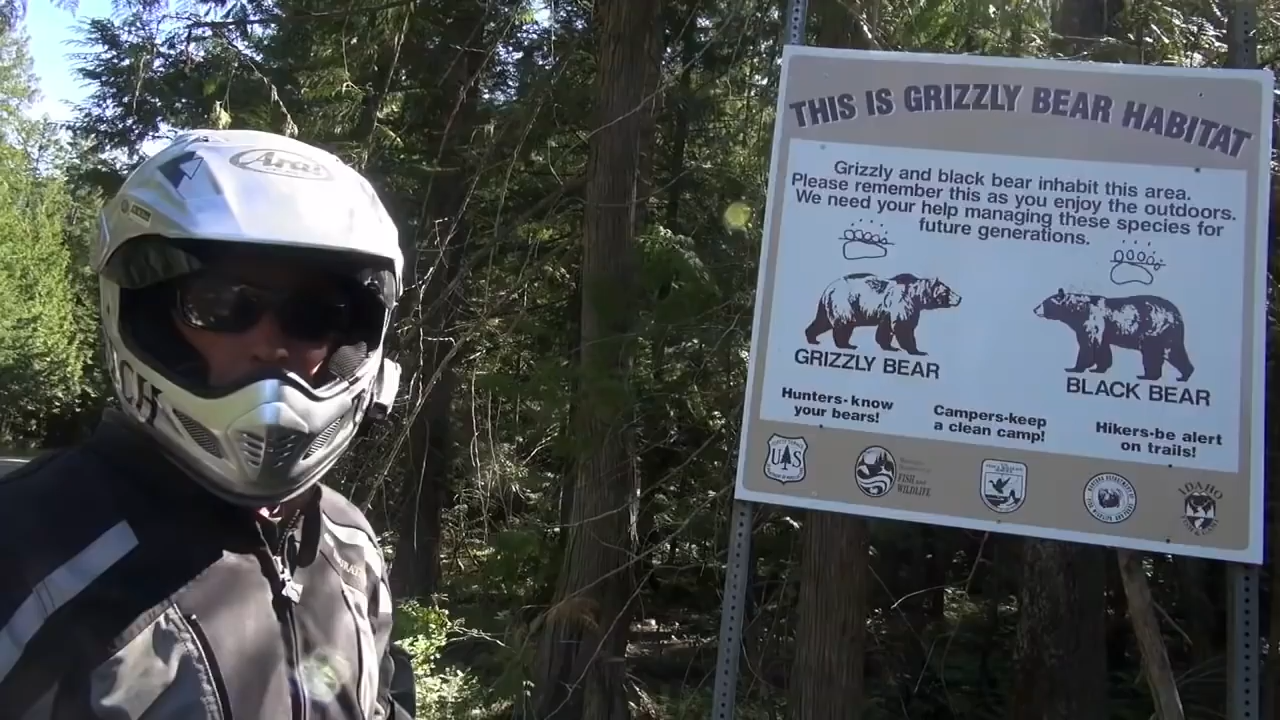 Arai
CH
THIS IS GRIZZLY BEAR HABITAT
Grizzly and black bear inhabit this area.
Please remember this as you enjoy the outdoors.
We need your help managing these species for
future generations.
GRIZZLY BEAR
BLACK BEAR
Hunters-know
your bears!
Campers-keep
a clean camp!
Hikers-be alert
on trails!
US
FISH and
WILDLIFE
IDAHO